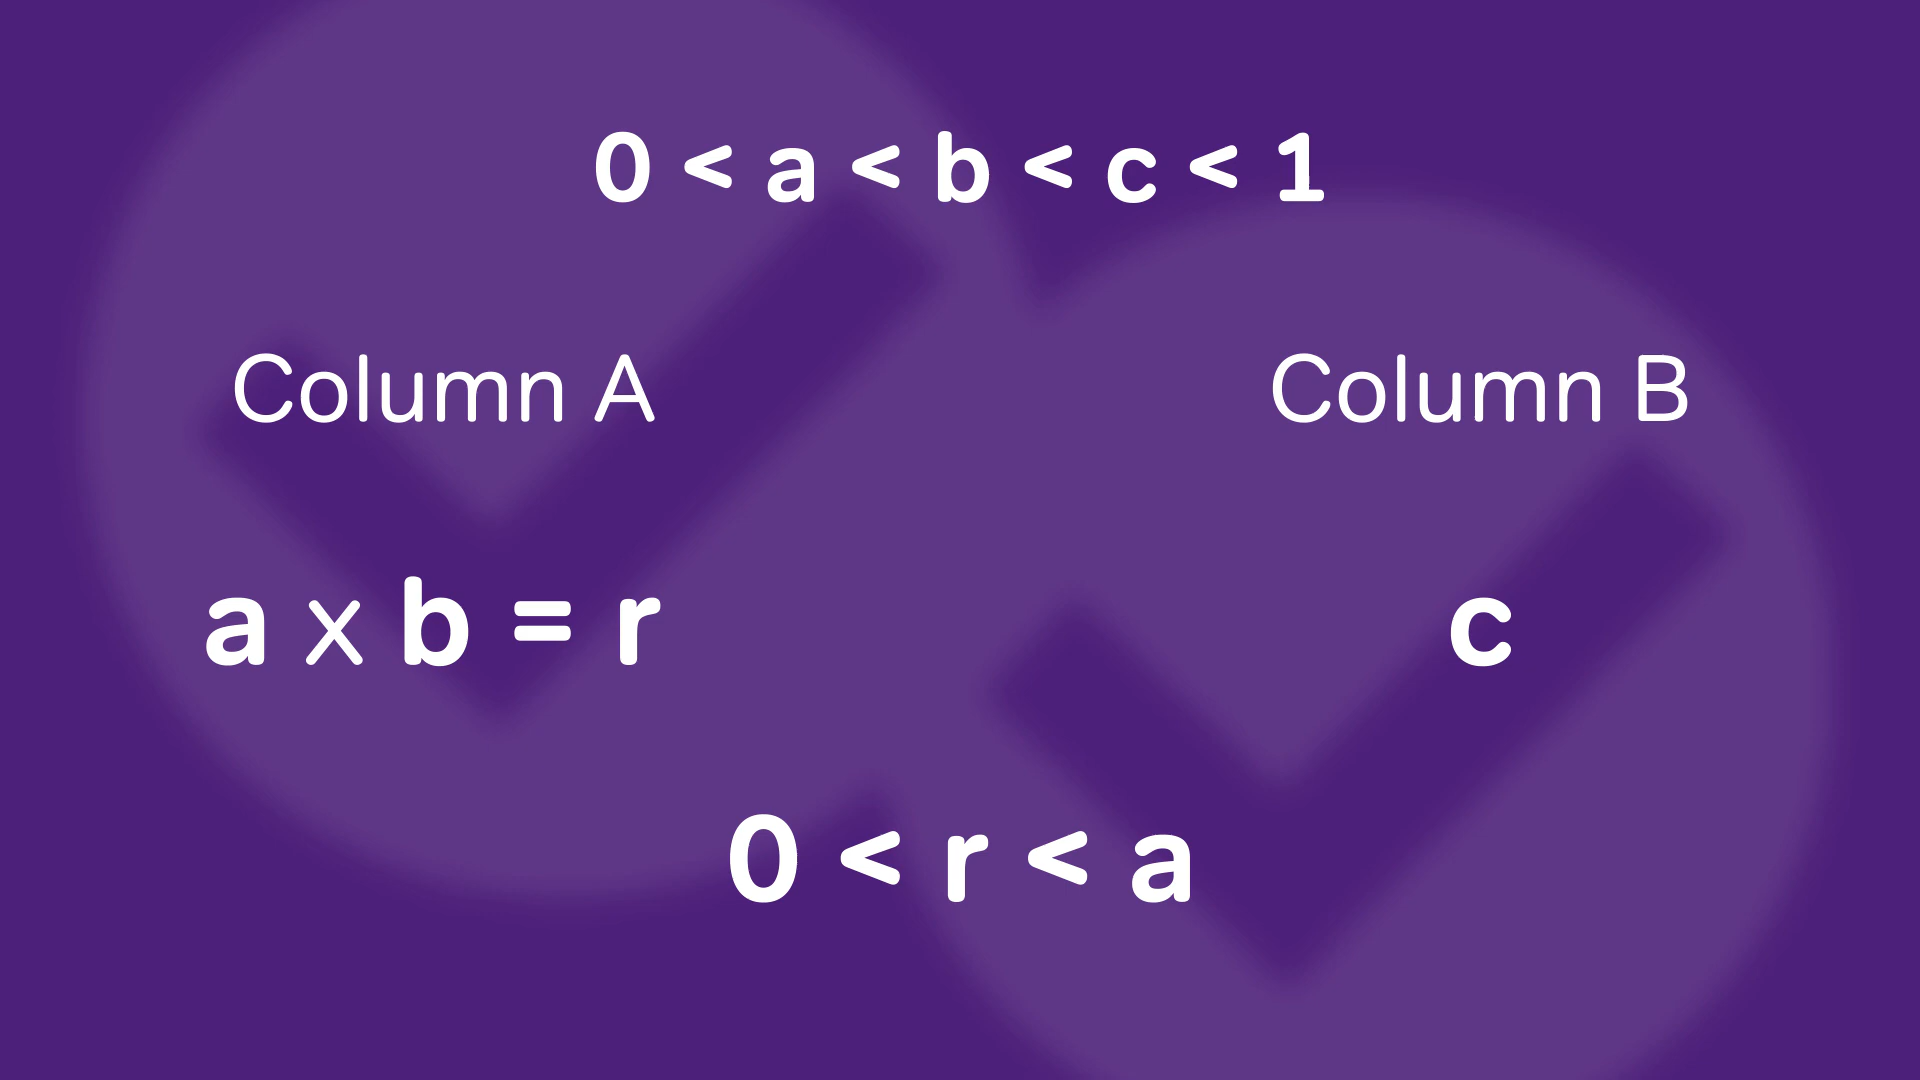 0 < a < b < c < 1
Column A Column B
a x b = r c
0 < r < a